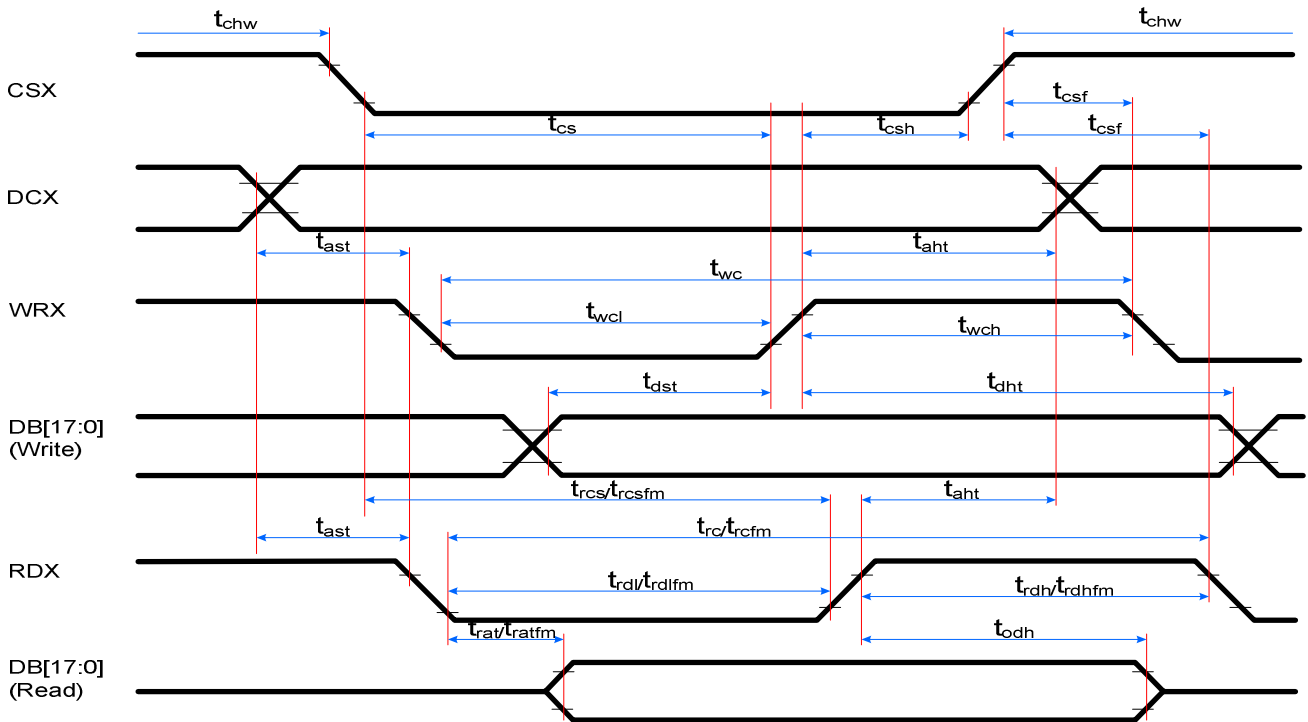 tchw
tchw
CSX
tcsf
tcs
tcsh
tcsf
DCX
tast
taht
twc
WRX
twcl
twch
tdst
tdht
DB[17:0]
(Write)
trcs/trcsfm
taht
tast
trc/trcfm
RDX
trdl/trdlfm
trdh/trdhfm
trat/tratfm
todh
DB[17:0]
(Read)